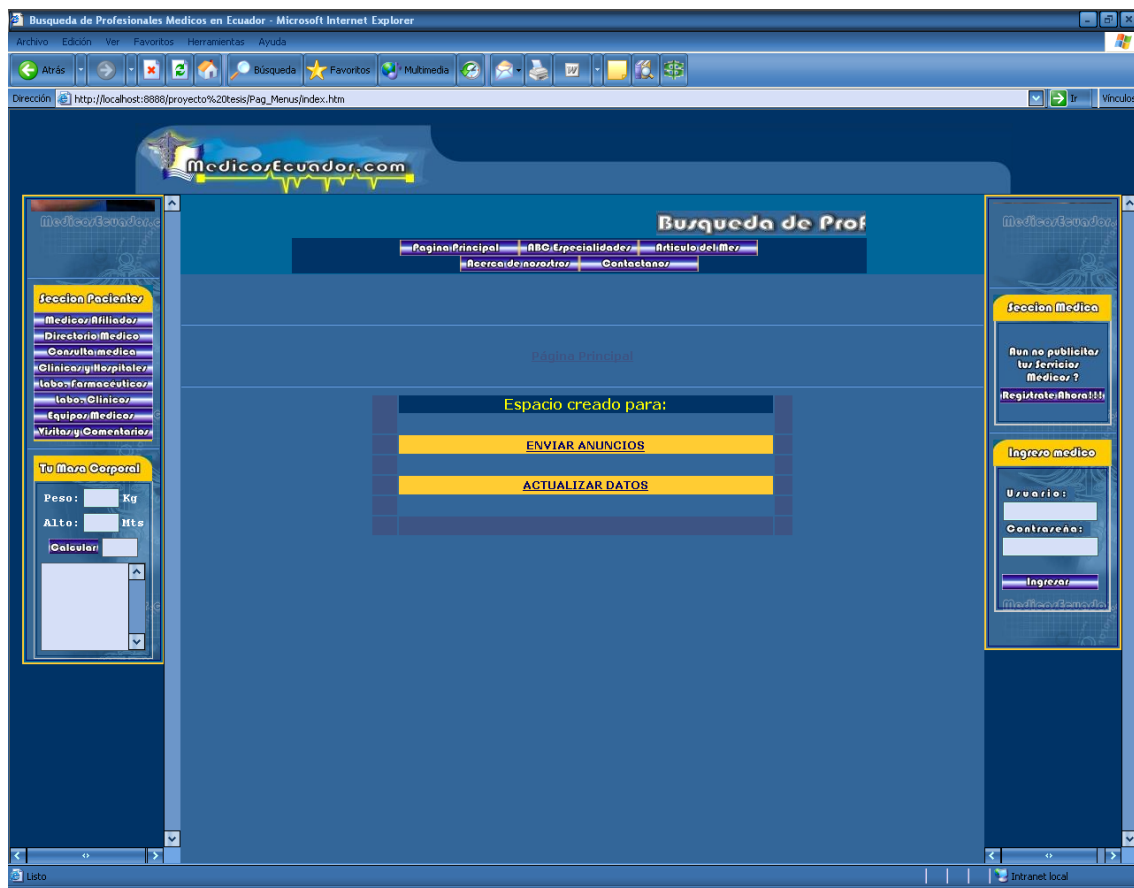 Busqueda de Profesionales Medicos en Ecuador - Microsoft Internet Explorer
Archivo Edición Ver Favoritos Herramientas Ayuda
Atrás Búsqueda Favoritos Multimedia
Dirección http://localhost:8888/proyecto%20tesis/Pag_Menus/index.htm Ir Vínculos
MedicosEcuador.com
Busqueda de Prof
Pagina Principal ABC Especialidades Articulo del Mes
Acerca de nosostros Contactanos
Seccion Pacientes
Medicos Afiliados
Directorio Medico
Consulta medica
Clinicas y Hospitales
Labo. Farmaceuticos
Labo. Clinicos
Equipos Medicos
Visitas y Comentarios
Tu Masa Corporal
Peso: Kg
Alto: Mts
Calcular
Página Principal
Espacio creado para:
ENVIAR ANUNCIOS
ACTUALIZAR DATOS
MedicosEcuador.
Seccion Medica
Aun no publicitas
tus Servicios
Medicos ?
Registrate Ahora!!!
Ingreso medico
Usuario:
Contraseña:
Ingresar
Listo Intranet local